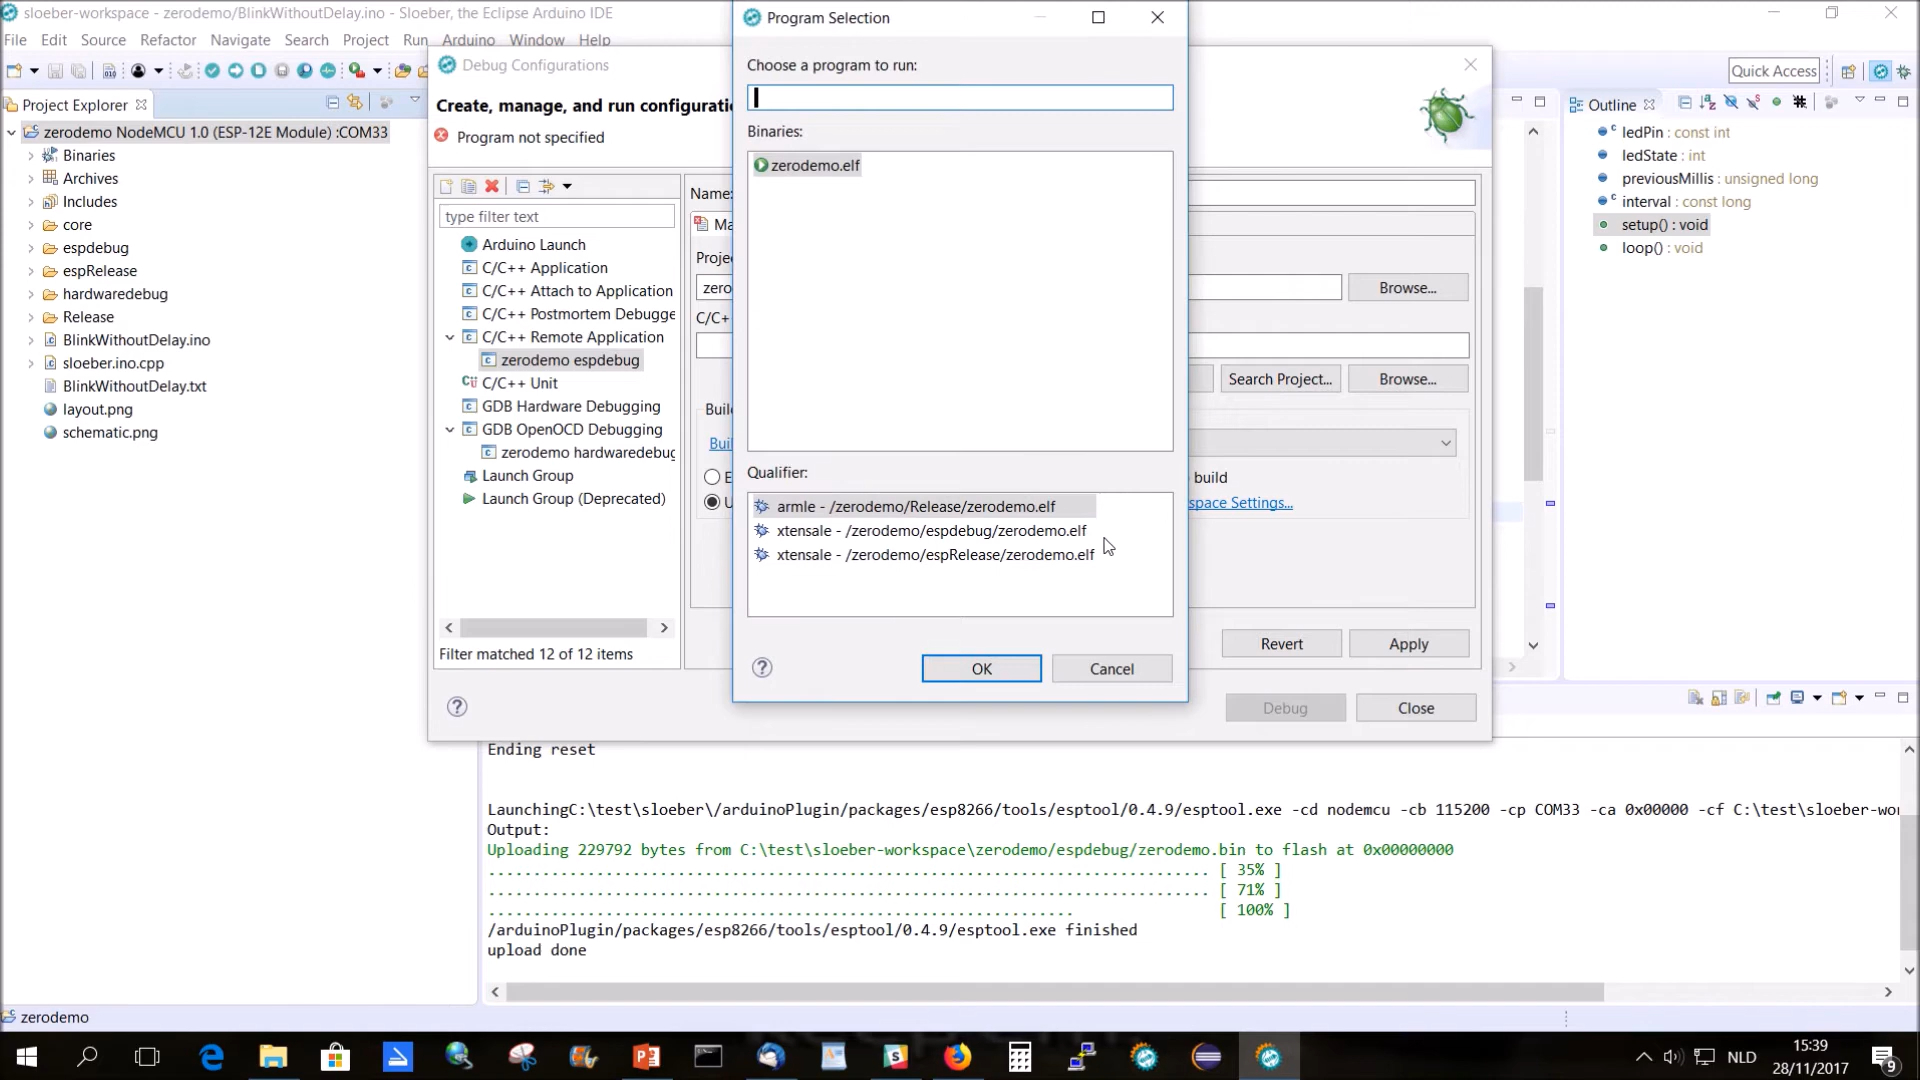 sloeber-workspace - zerodemo/BlinkWithoutDelay.ino - Sloeber, the Eclipse Arduino IDE
File Edit Source Refactor Navigate Search Project Run Arduino Window Help
Quick Access
Project Explorer
zerodemo NodeMCU 1.0 (ESP-12E Module) :COM33
Binaries
Archives
Includes
core
espdebug
espRelease
hardwaredebug
Release
BlinkWithoutDelay.ino
sloeber.ino.cpp
BlinkWithoutDelay.txt
layout.png
schematic.png
Debug Configurations
Create, manage, and run configurati
Program not specified
type filter text
Arduino Launch
C/C++ Application
C/C++ Attach to Application
C/C++ Postmortem Debugge
C/C++ Remote Application
zerodemo espdebug
C/C++ Unit
GDB Hardware Debugging
GDB OpenOCD Debugging
zerodemo hardwaredebug
Launch Group
Launch Group (Deprecated)
Filter matched 12 of 12 items
Name:
Ma
Proje
zero
Browse...
C/C+
Search Project...
Browse...
Buil
Buil
E
build
U
space Settings...
Revert
Apply
Debug
Close
Program Selection
Choose a program to run:
Binaries:
zerodemo.elf
Qualifier:
armle - /zerodemo/Release/zerodemo.elf
xtensale - /zerodemo/espdebug/zerodemo.elf
xtensale - /zerodemo/espRelease/zerodemo.elf
OK
Cancel
Outline
ledPin : const int
ledState : int
previousMillis : unsigned long
interval : const long
setup() : void
loop() : void
Ending reset
LaunchingC:\test\sloeber\/arduinoPlugin/packages/esp8266/tools/esptool/0.4.9/esptool.exe -cd nodemcu -cb 115200 -cp COM33 -ca 0x00000 -cf C:\test\sloeber-wor
Output:
Uploading 229792 bytes from C:\test\sloeber-workspace\zerodemo/espdebug/zerodemo.bin to flash at 0x00000000
................................................................................ [ 35% ]
................................................................................ [ 71% ]
................................................................. [ 100% ]
/arduinoPlugin/packages/esp8266/tools/esptool/0.4.9/esptool.exe finished
upload done
zerodemo
NLD
15:39
28/11/2017
9